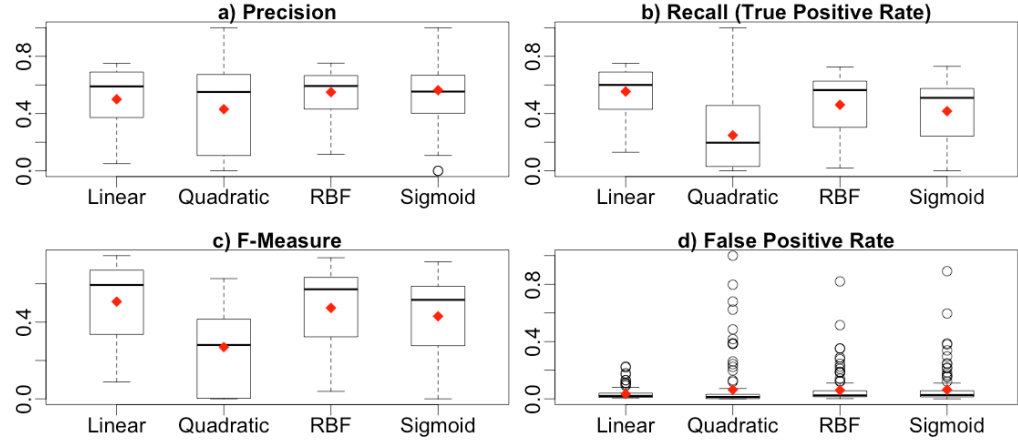 a) Precision
0.0 0.4 0.8
Linear Quadratic RBF Sigmoid
b) Recall (True Positive Rate)
0.0 0.4 0.8
Linear Quadratic RBF Sigmoid
c) F-Measure
0.0 0.4
Linear Quadratic RBF Sigmoid
d) False Positive Rate
0.0 0.4 0.8
Linear Quadratic RBF Sigmoid